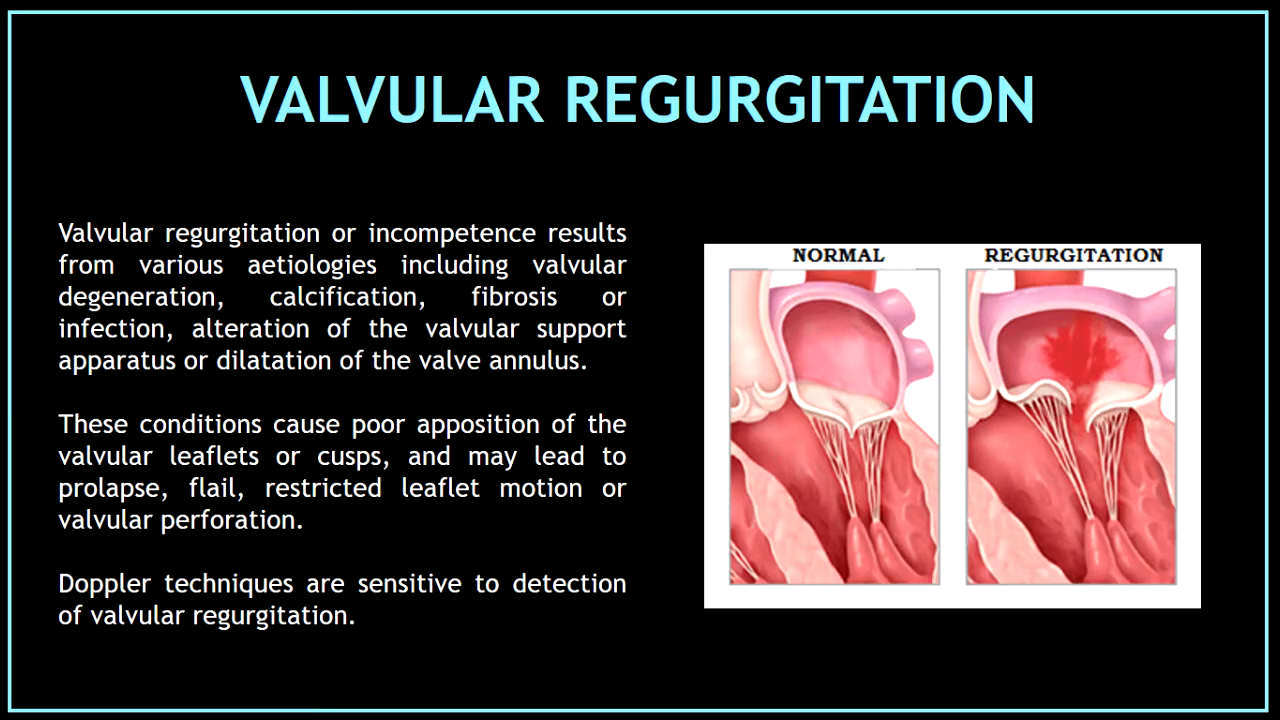 VALVULAR REGURGITATION
Valvular regurgitation or incompetence results
from various aetiologies including valvular
degeneration, calcification, fibrosis or
infection, alteration of the valvular support
apparatus or dilatation of the valve annulus.
These conditions cause poor apposition of the
valvular leaflets or cusps, and may lead to
prolapse, flail, restricted leaflet motion or
valvular perforation.
Doppler techniques are sensitive to detection
of valvular regurgitation.
NORMAL
REGURGITATION